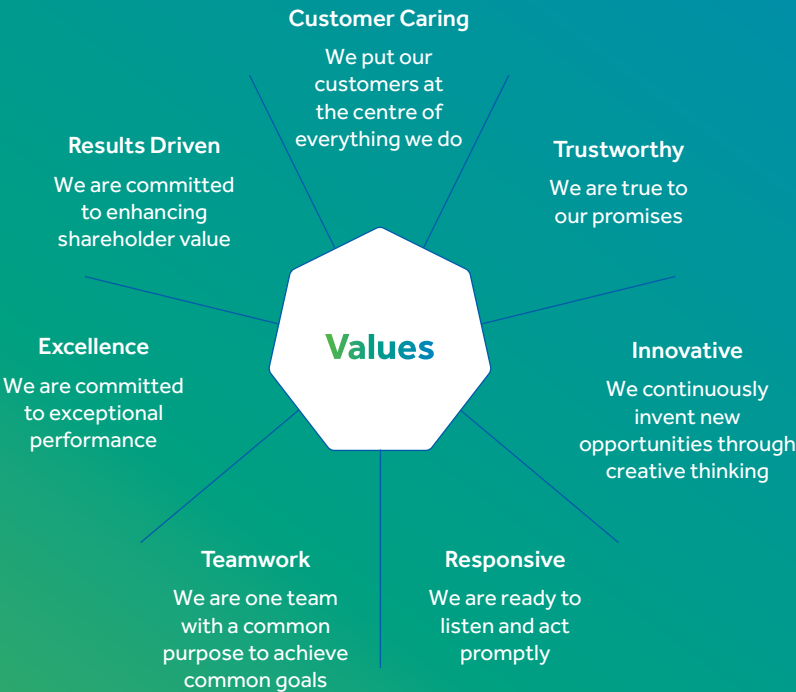 Customer Caring
We put our
customers at
the centre of
everything we do
Trustworthy
We are true to
our promises
Innovative
We continuously
invent new
opportunities through
creative thinking
Responsive
We are ready to
listen and act
promptly
Teamwork
We are one team
with a common
purpose to achieve
common goals
Excellence
We are committed
to exceptional
performance
Results Driven
We are committed
to enhancing
shareholder value
Values